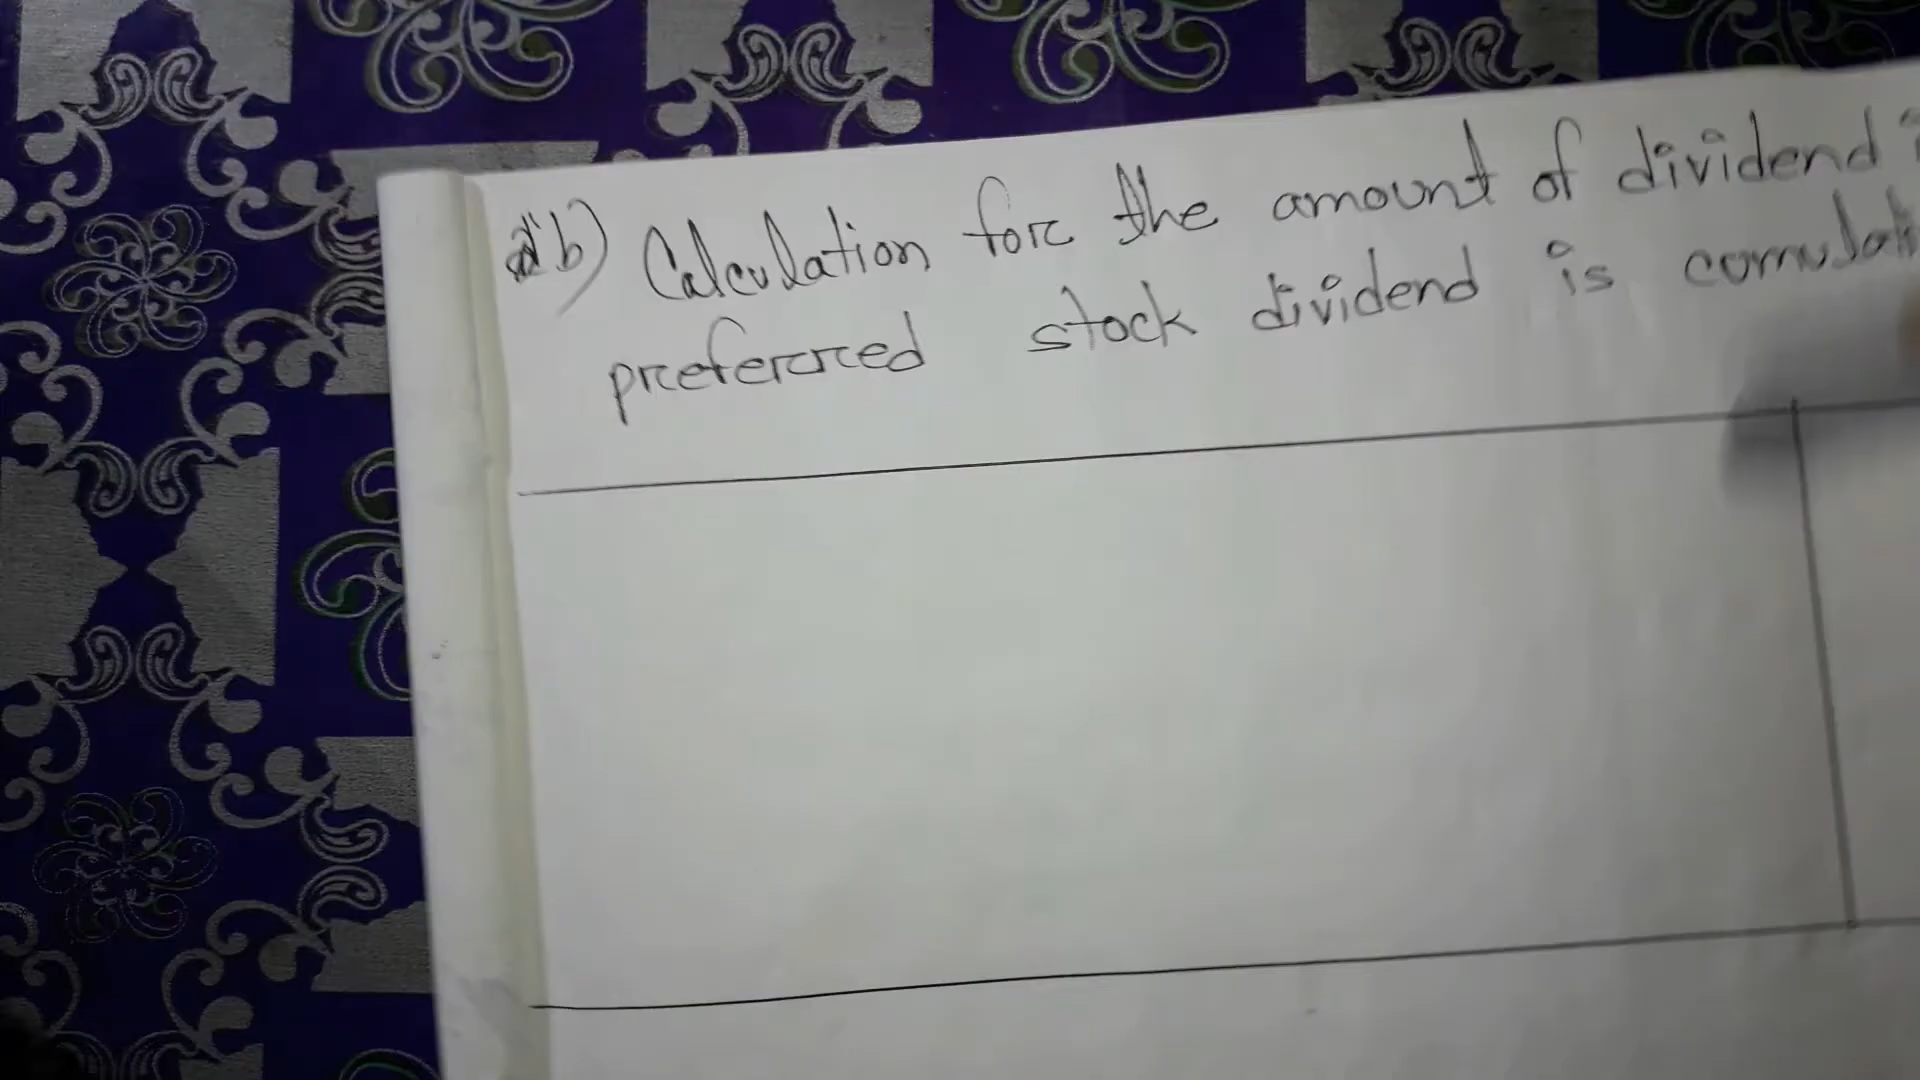 b) Calculation for the amount of dividend
preferred stock dividend is